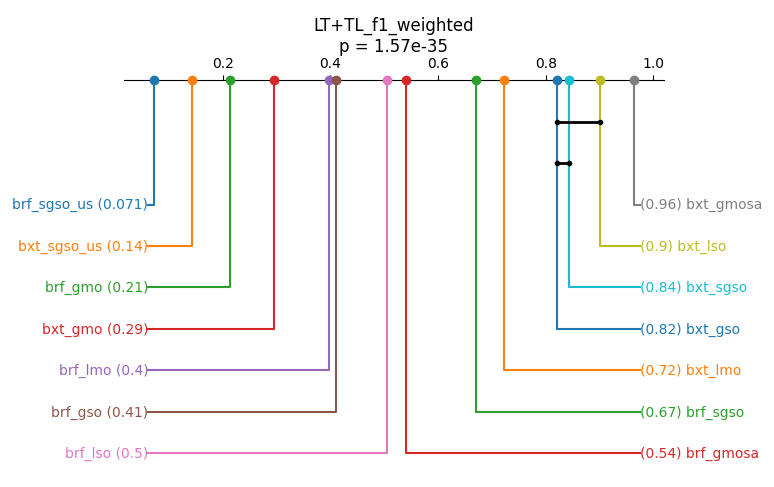 LT+TL_f1_weighted
p = 1.57e-35
0.2 0.4 0.6 0.8 1.0
brf_sgso_us (0.071) (0.96) bxt_gmosa
bxt_sgso_us (0.14) (0.9) bxt_lso
brf_gmo (0.21) (0.84) bxt_sgso
bxt_gmo (0.29) (0.82) bxt_gso
brf_lmo (0.4) (0.72) bxt_lmo
brf_gso (0.41) (0.67) brf_sgso
brf_lso (0.5) (0.54) brf_gmosa